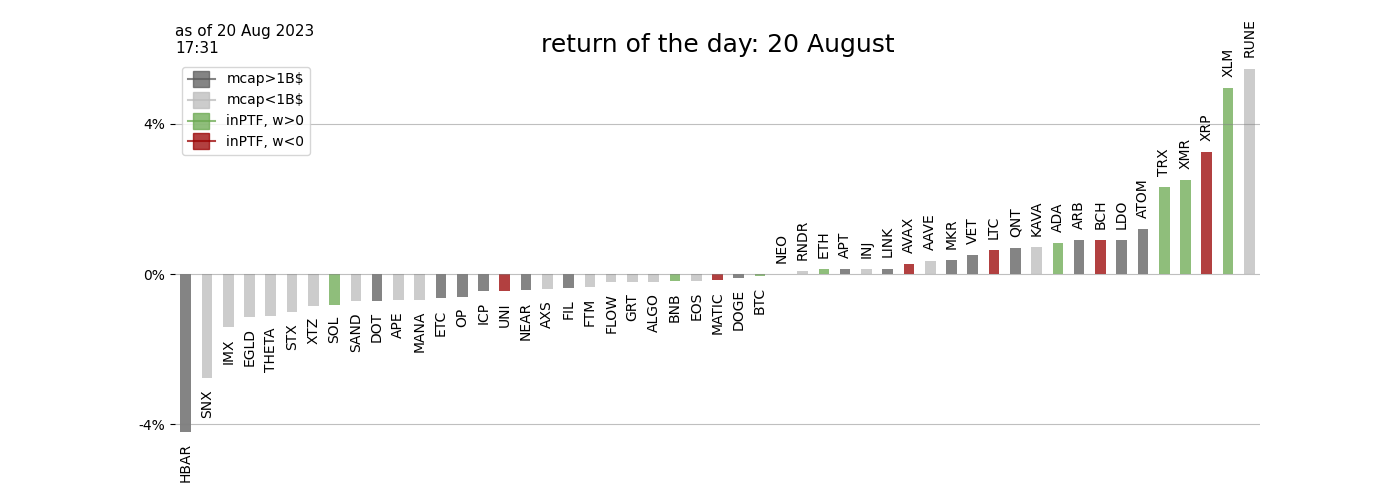 as of 20 Aug 2023
17:31
return of the day: 20 August
mcap>1B$
mcap<1B$
inPTF, w>0
inPTF, w<0
4%
0%
-4%
HBAR
SNX
IMX
EGLD
THETA
STX
XTZ
SOL
SAND
DOT
APE
MANA
ETC
OP
ICP
UNI
NEAR
AXS
FIL
FTM
FLOW
GRT
ALGO
BNB
EOS
MATIC
DOGE
BTC
NEO
RNDR
ETH
APT
INJ
LINK
AVAX
AAVE
MKR
VET
LTC
QNT
KAVA
ADA
ARB
BCH
LDO
ATOM
TRX
XMR
XRP
XLM
RUNE